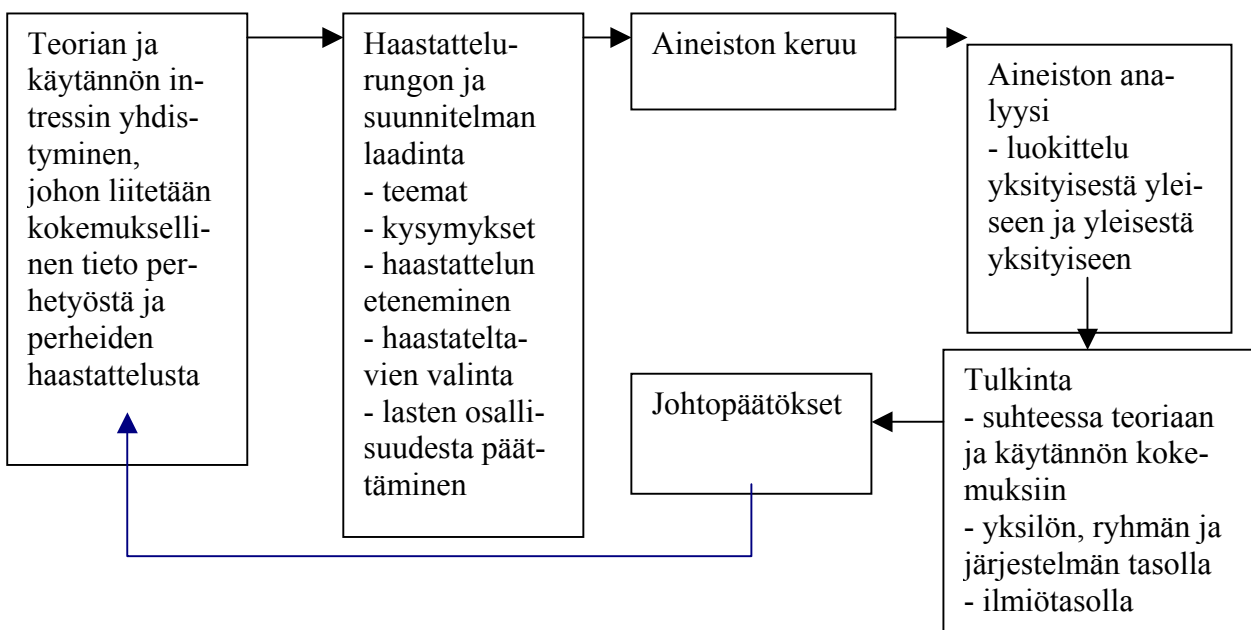 Teorian ja
käytännön in-
tressin yhdis-
tyminen,
johon liitetään
kokemukselli-
nen tieto per-
hetyöstä ja
perheiden
haastattelusta
Haastattelu-
rungon ja
suunnitelman
laadinta
- teemat
- kysymykset
- haastattelun
eteneminen
- haastatelta-
vien valinta
- lasten osalli-
suudesta päät-
täminen
Aineiston keruu
Aineiston ana-
lyysi
- luokittelu
yksityisestä ylei-
seen ja yleisestä
yksityiseen
Tulkinta
- suhteessa teoriaan
ja käytännön koke-
muksiin
- yksilön, ryhmän ja
järjestelmän tasolla
- ilmiötasolla
Johtopäätökset